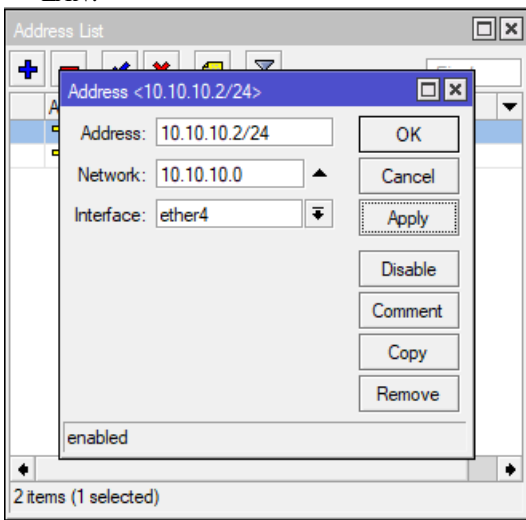 Address List
Find
A
Address <10.10.10.2/24>
Address: 10.10.10.2/24
Network: 10.10.10.0
Interface: ether4
OK
Cancel
Apply
Disable
Comment
Copy
Remove
enabled
2 items (1 selected)